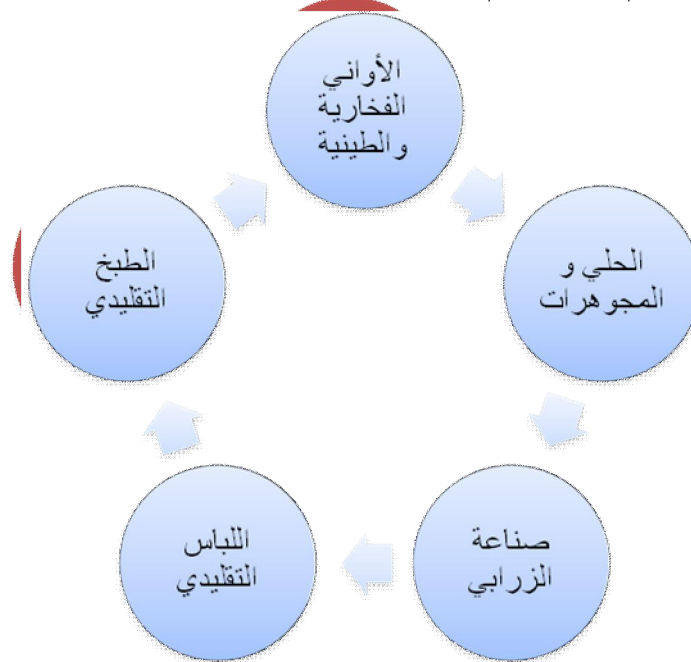 الأواني
الفخارية
والطينية
الحلي و
المجوهرات
صناعة
الزرابي
اللباس
التقليدي
الطبخ
التقليدي